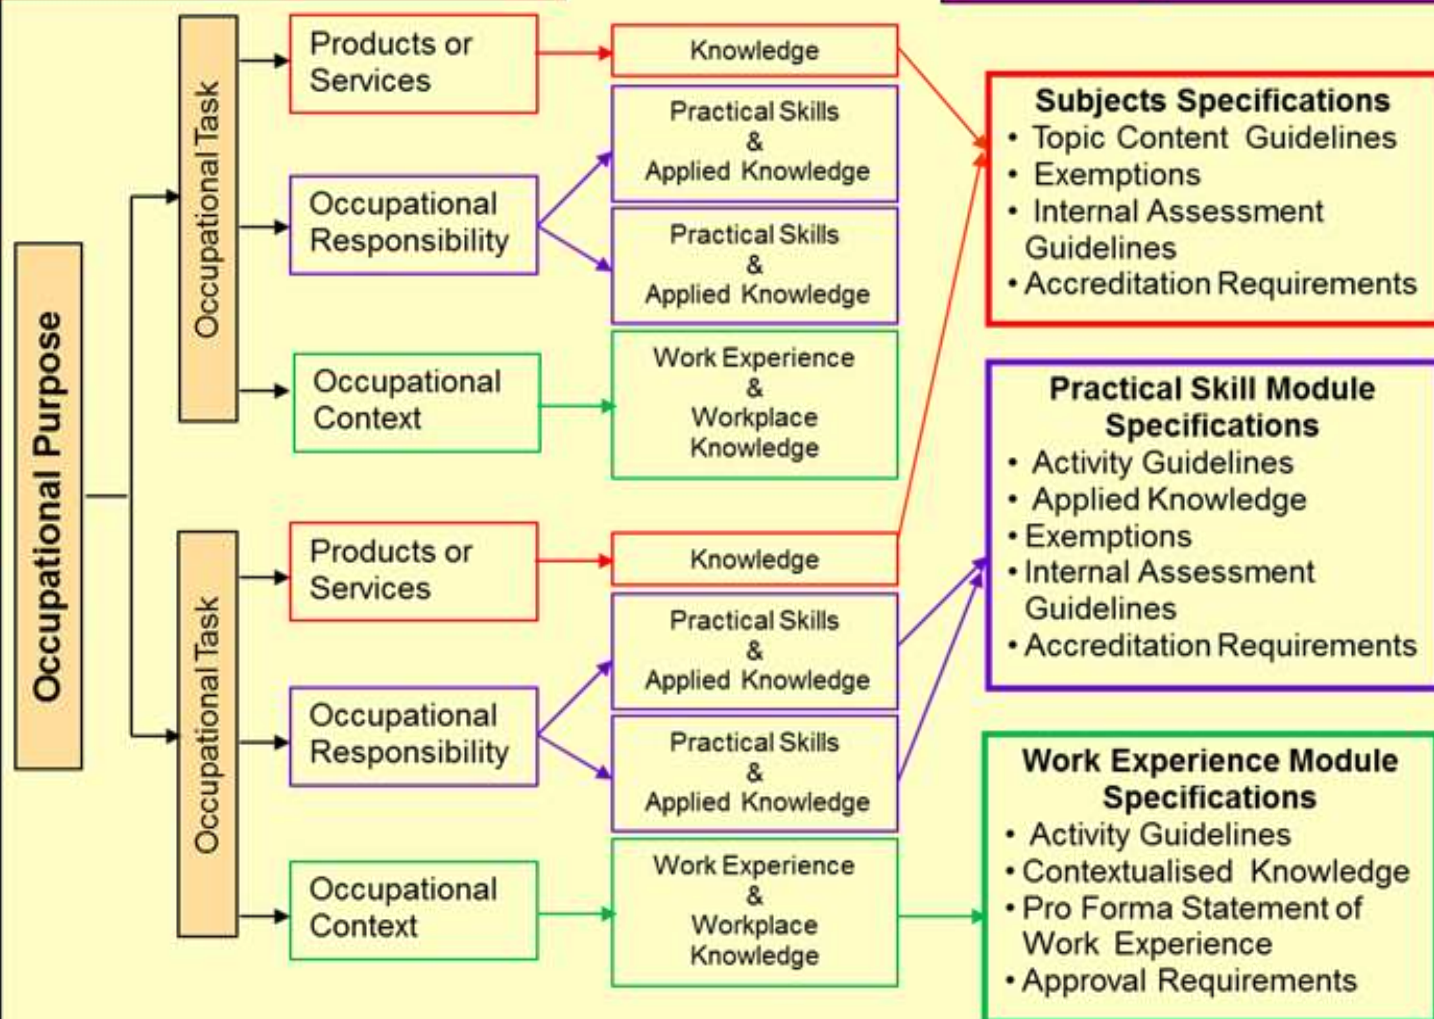 Occupational Purpose
Occupational Task
Products or
Services
Knowledge
Occupational
Responsibility
Practical Skills
&
Applied Knowledge
Practical Skills
&
Applied Knowledge
Occupational
Context
Work Experience
&
Workplace
Knowledge
Occupational Task
Products or
Services
Knowledge
Occupational
Responsibility
Practical Skills
&
Applied Knowledge
Practical Skills
&
Applied Knowledge
Occupational
Context
Work Experience
&
Workplace
Knowledge
Subjects Specifications
• Topic Content Guidelines
• Exemptions
• Internal Assessment
Guidelines
• Accreditation Requirements
Practical Skill Module
Specifications
• Activity Guidelines
• Applied Knowledge
• Exemptions
• Internal Assessment
Guidelines
• Accreditation Requirements
Work Experience Module
Specifications
• Activity Guidelines
• Contextualised Knowledge
• Pro Forma Statement of
Work Experience
• Approval Requirements